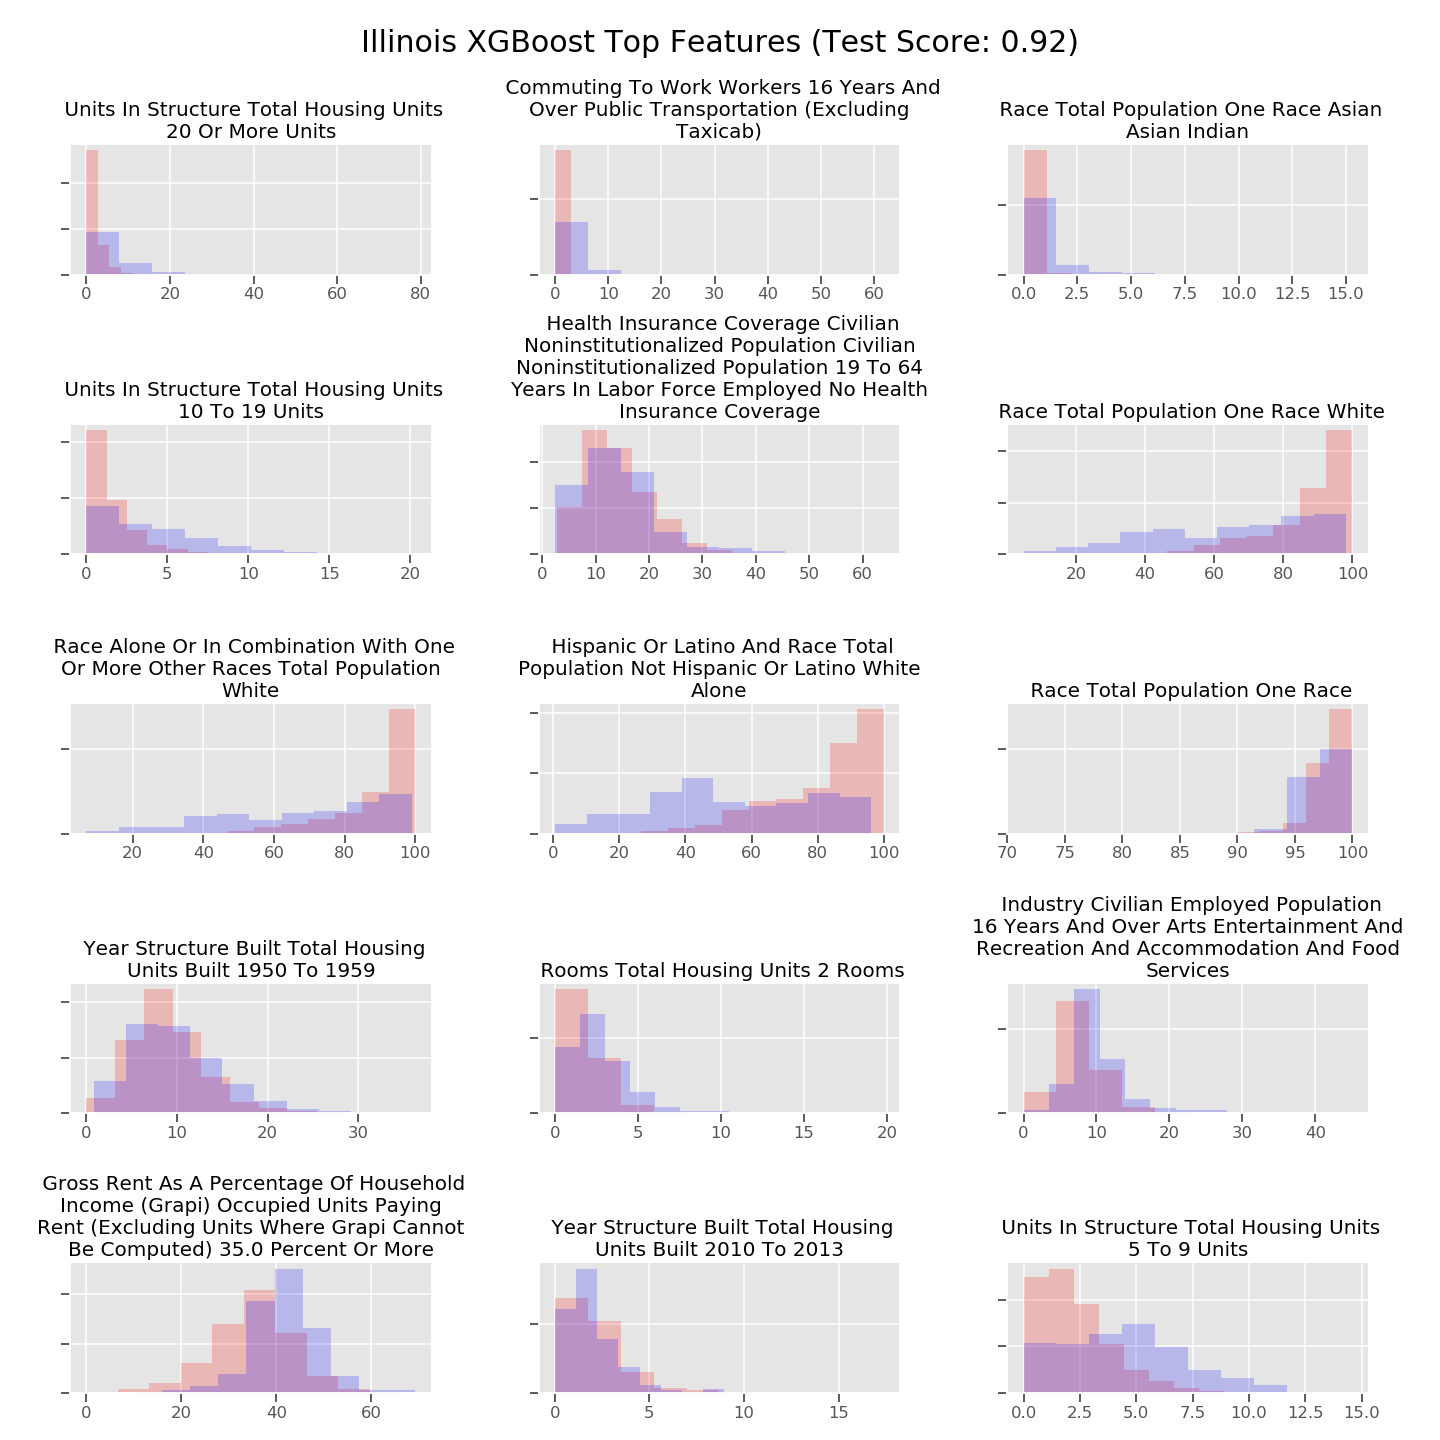 Illinois XGBoost Top Features (Test Score: 0.92)
Units In Structure Total Housing Units
20 Or More Units
0 20 40 60 80
Commuting To Work Workers 16 Years And
Over Public Transportation (Excluding
Taxicab)
0 10 20 30 40 50 60
Race Total Population One Race Asian
Asian Indian
0.0 2.5 5.0 7.5 10.0 12.5 15.0
Units In Structure Total Housing Units
10 To 19 Units
0 5 10 15 20
Health Insurance Coverage Civilian
Noninstitutionalized Population Civilian
Noninstitutionalized Population 19 To 64
Years In Labor Force Employed No Health
Insurance Coverage
0 10 20 30 40 50 60
Race Total Population One Race White
20 40 60 80 100
Race Alone Or In Combination With One
Or More Other Races Total Population
White
20 40 60 80 100
Hispanic Or Latino And Race Total
Population Not Hispanic Or Latino White
Alone
0 20 40 60 80 100
Race Total Population One Race
70 75 80 85 90 95 100
Year Structure Built Total Housing
Units Built 1950 To 1959
0 10 20 30
Rooms Total Housing Units 2 Rooms
0 5 10 15 20
Industry Civilian Employed Population
16 Years And Over Arts Entertainment And
Recreation And Accommodation And Food
Services
0 10 20 30 40
Gross Rent As A Percentage Of Household
Income (Grapi) Occupied Units Paying
Rent (Excluding Units Where Grapi Cannot
Be Computed) 35.0 Percent Or More
0 20 40 60
Year Structure Built Total Housing
Units Built 2010 To 2013
0 5 10 15
Units In Structure Total Housing Units
5 To 9 Units
0.0 2.5 5.0 7.5 10.0 12.5 15.0